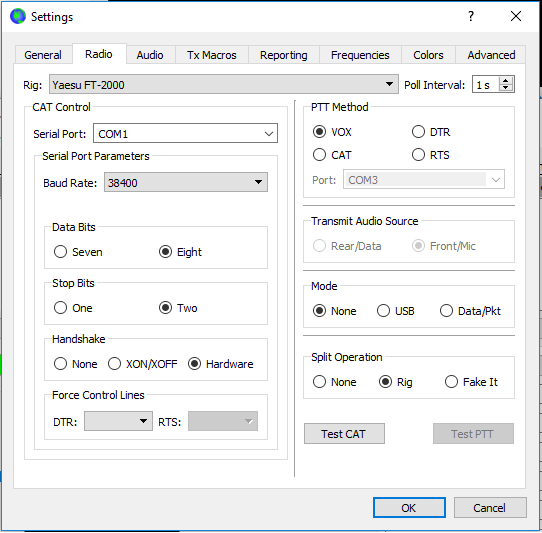 Settings
General Radio Audio Tx Macros Reporting Frequencies Colors Advanced
Rig: Yaesu FT-2000 Poll Interval: 1 s
CAT Control
Serial Port: COM1
Serial Port Parameters
Baud Rate: 38400
Data Bits
Seven Eight
Stop Bits
One Two
Handshake
None XON/XOFF Hardware
Force Control Lines
DTR: RTS:
PTT Method
VOX DTR
CAT RTS
Port: COM3
Transmit Audio Source
Rear/Data Front/Mic
Mode
None USB Data/Pkt
Split Operation
None Rig Fake It
Test CAT Test PTT
OK Cancel